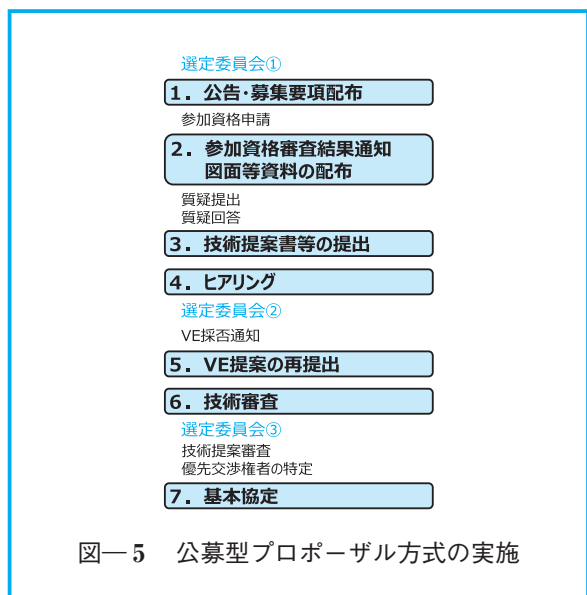 選定委員会①
1．公告・募集要項配布
参加資格申請
2．参加資格審査結果通知
図面等資料の配布
質疑提出
質疑回答
3．技術提案書等の提出
4．ヒアリング
選定委員会②
VE採否通知
5．VE提案の再提出
6．技術審査
選定委員会③
技術提案審査
優先交渉権者の特定
7．基本協定
図―5　公募型プロポーザル方式の実施